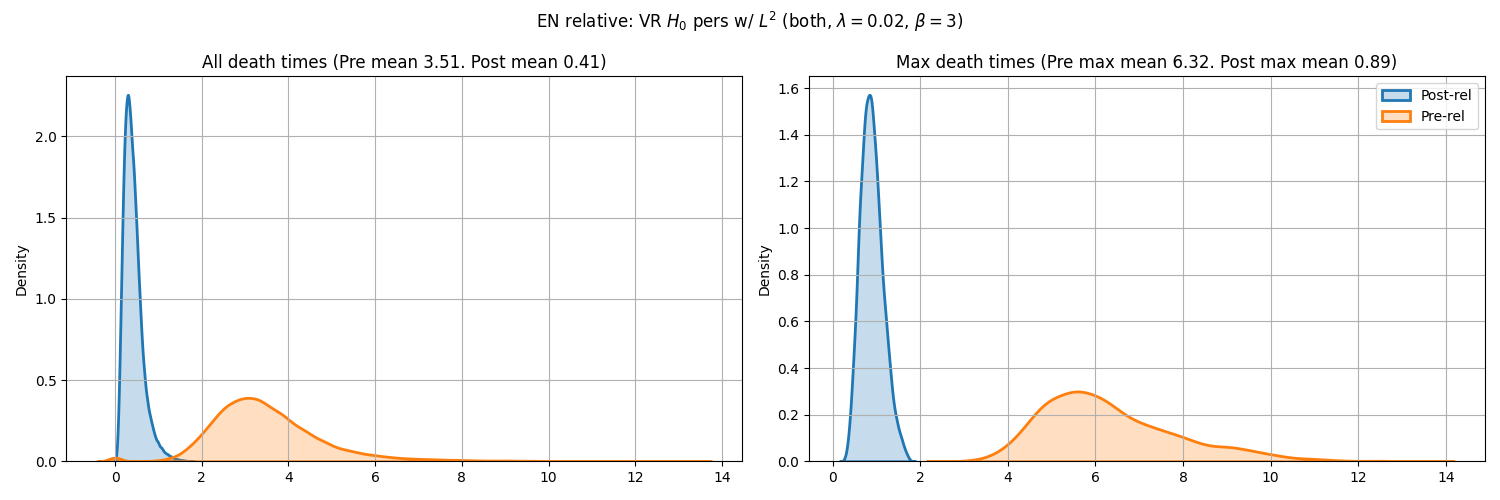 EN relative: VR $H_0$ pers w/ $L^2$ (both, $\lambda = 0.02$, $\beta = 3$)
All death times (Pre mean 3.51. Post mean 0.41)
Density
2.0
1.5
1.0
0.5
0.0
0 2 4 6 8 10 12 14
Max death times (Pre max mean 6.32. Post max mean 0.89)
Density
1.6
1.4
1.2
1.0
0.8
0.6
0.4
0.2
0.0
0 2 4 6 8 10 12 14
Post-rel
Pre-rel